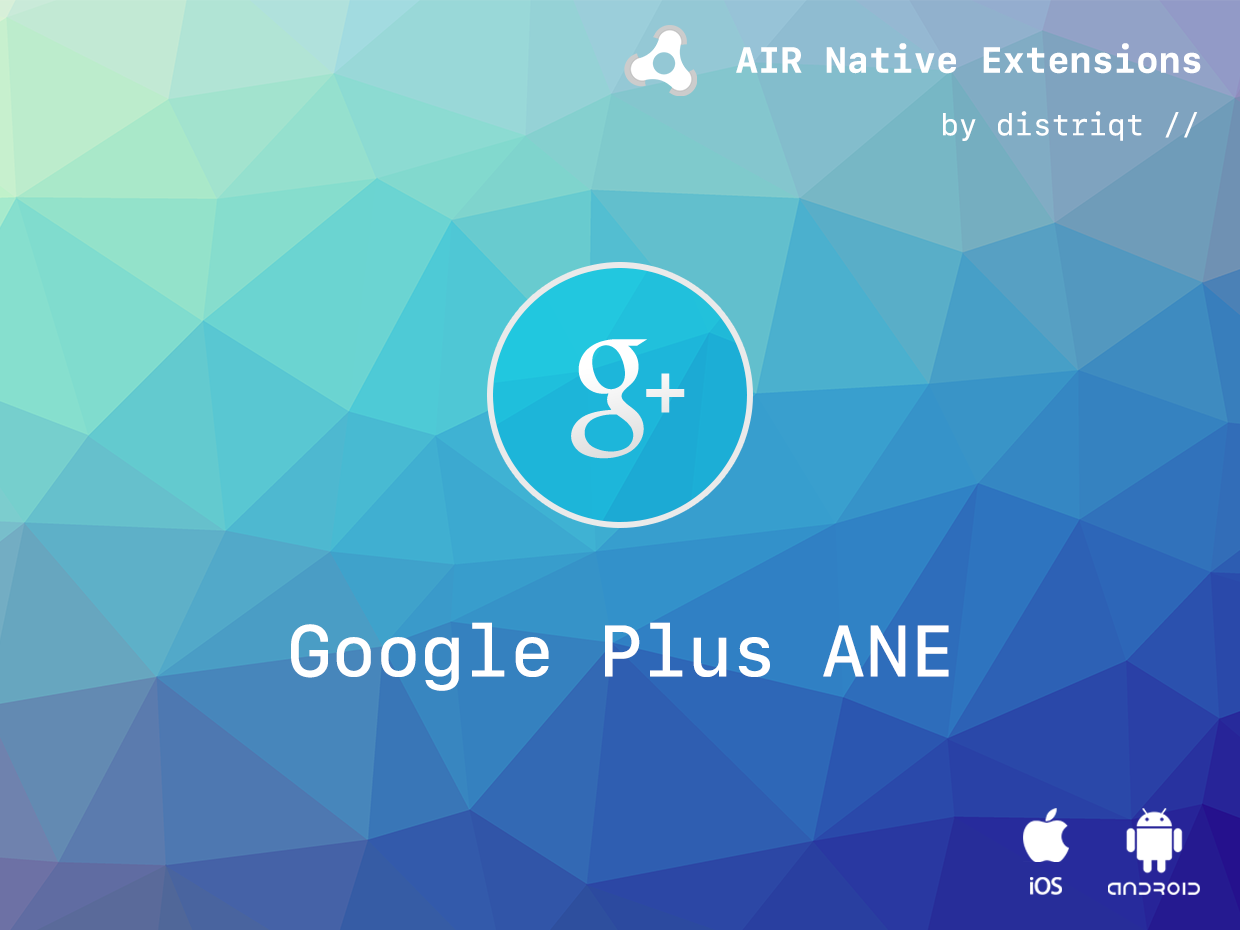 AIR Native Extensions
by distriqt //
g+
Google Plus ANE
iOS
ANDROID